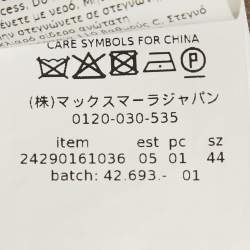 CARE SYMBOLS FOR CHINA
P
(株)マックスマーラジャパン
0120-030-535
item est pc sz
24290161036 05 01 44
batch: 42.693.- 01